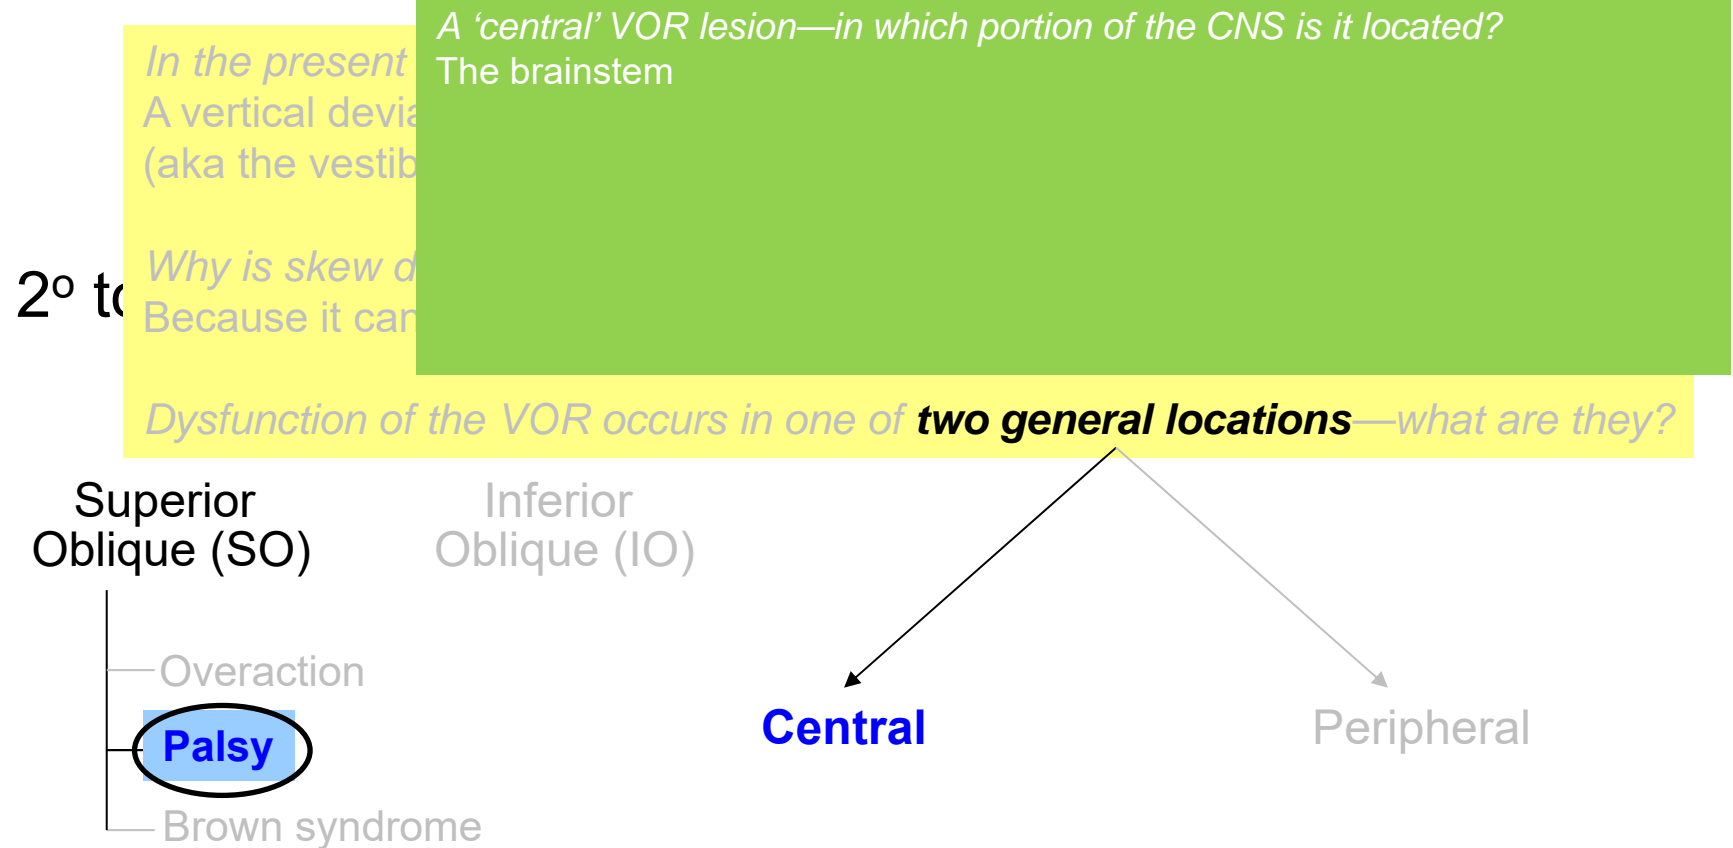 A ‘central’ VOR lesion—in which portion of the CNS is it located?
The brainstem
In the present
A vertical devia
(aka the vestib
Why is skew d
2º to
Because it can
Dysfunction of the VOR occurs in one of two general locations—what are they?
Superior
Oblique (SO)
Inferior
Oblique (IO)
Overaction
Palsy
Brown syndrome
Central
Peripheral